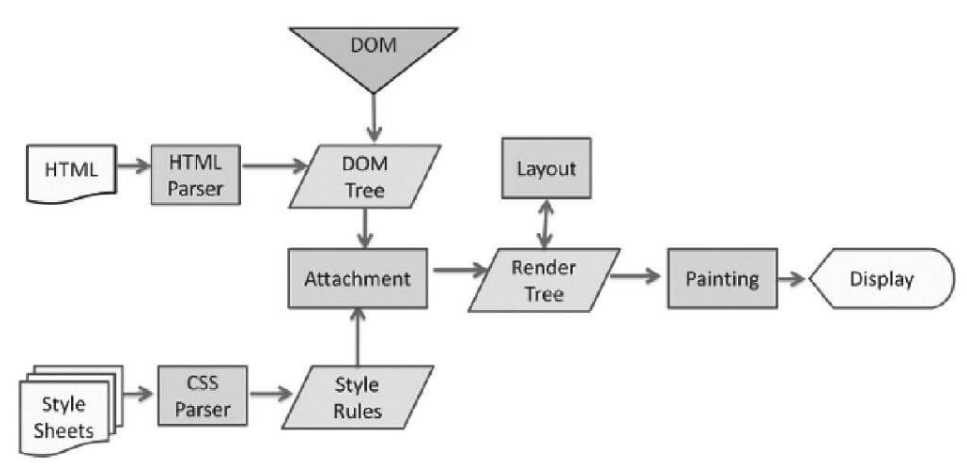 DOM
HTML
HTML
Parser
DOM
Tree
Layout
Attachment
Render
Tree
Painting
Display
Style
Sheets
CSS
Parser
Style
Rules